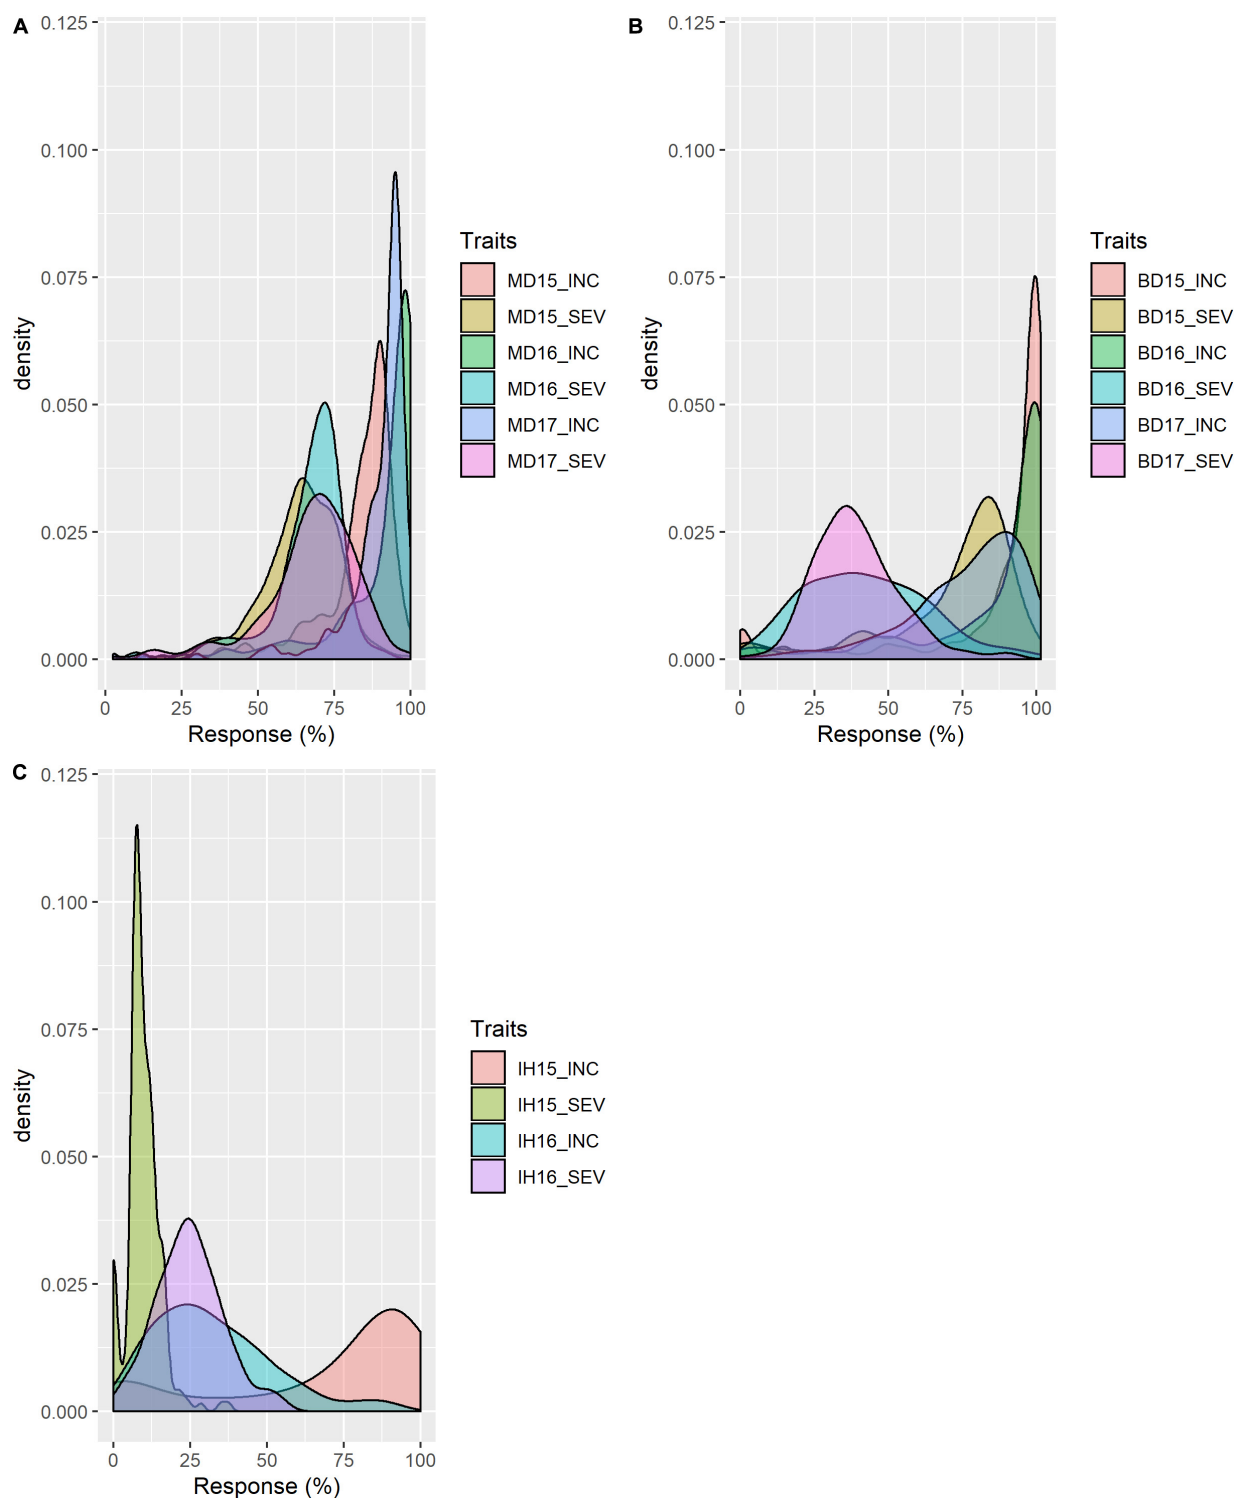 A
0.125
0.100
0.075
0.050
0.025
0.000
density
0 25 50 75 100
Response (%)
Traits
MD15_INC
MD15_SEV
MD16_INC
MD16_SEV
MD17_INC
MD17_SEV
B
0.125
0.100
0.075
0.050
0.025
0.000
density
0 25 50 75 100
Response (%)
Traits
BD15_INC
BD15_SEV
BD16_INC
BD16_SEV
BD17_INC
BD17_SEV
C
0.125
0.100
0.075
0.050
0.025
0.000
density
0 25 50 75 100
Response (%)
Traits
IH15_INC
IH15_SEV
IH16_INC
IH16_SEV